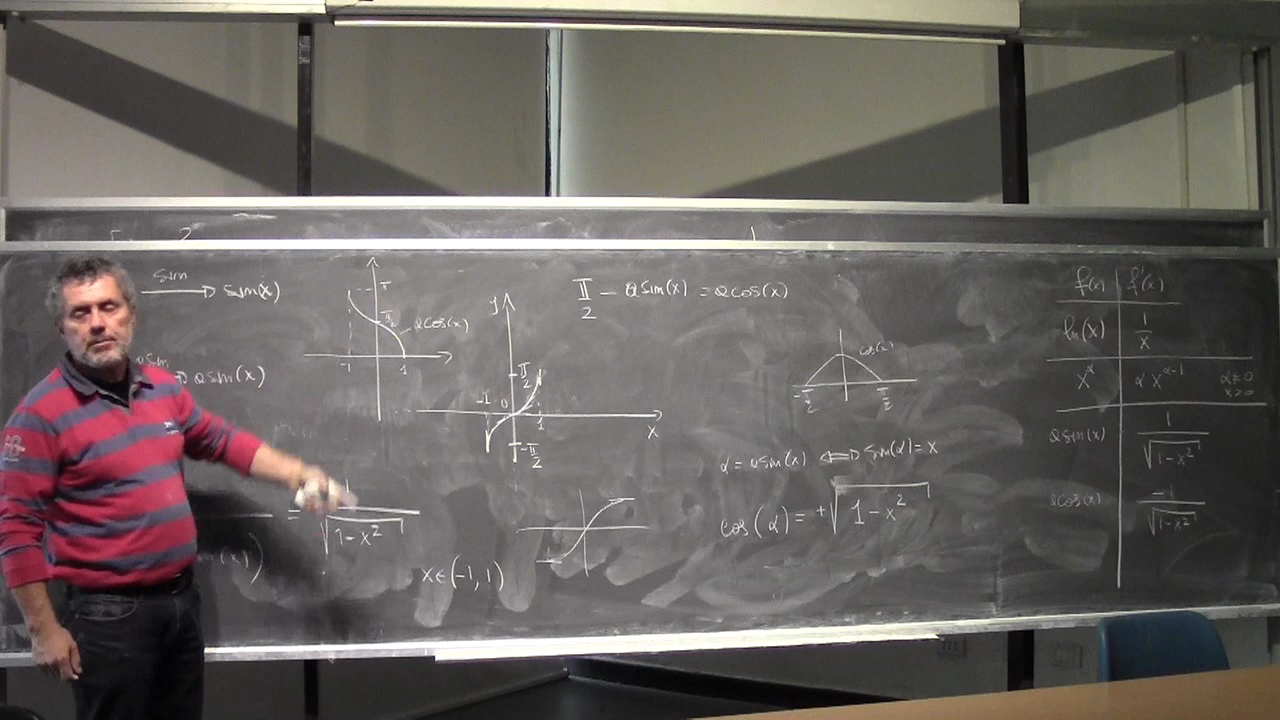 sin
sin(x)
asin(x)
= 1/√(1-x²)
x∈(-1, 1)
π
π/2
acos(x)
-1 1
y
π/2
-1 0 1
x
-π/2
π/2 - asin(x) = acos(x)
cos(x)
-π/2 π/2
α = asin(x) ⟺ sin(α) = x
cos(α) = +√(1-x²)
f(x) f'(x)
ln(x) 1/x
x^α α x^(α-1) α≠0
x>0
asin(x) 1/√(1-x²)
acos(x) -1/√(1-x²)